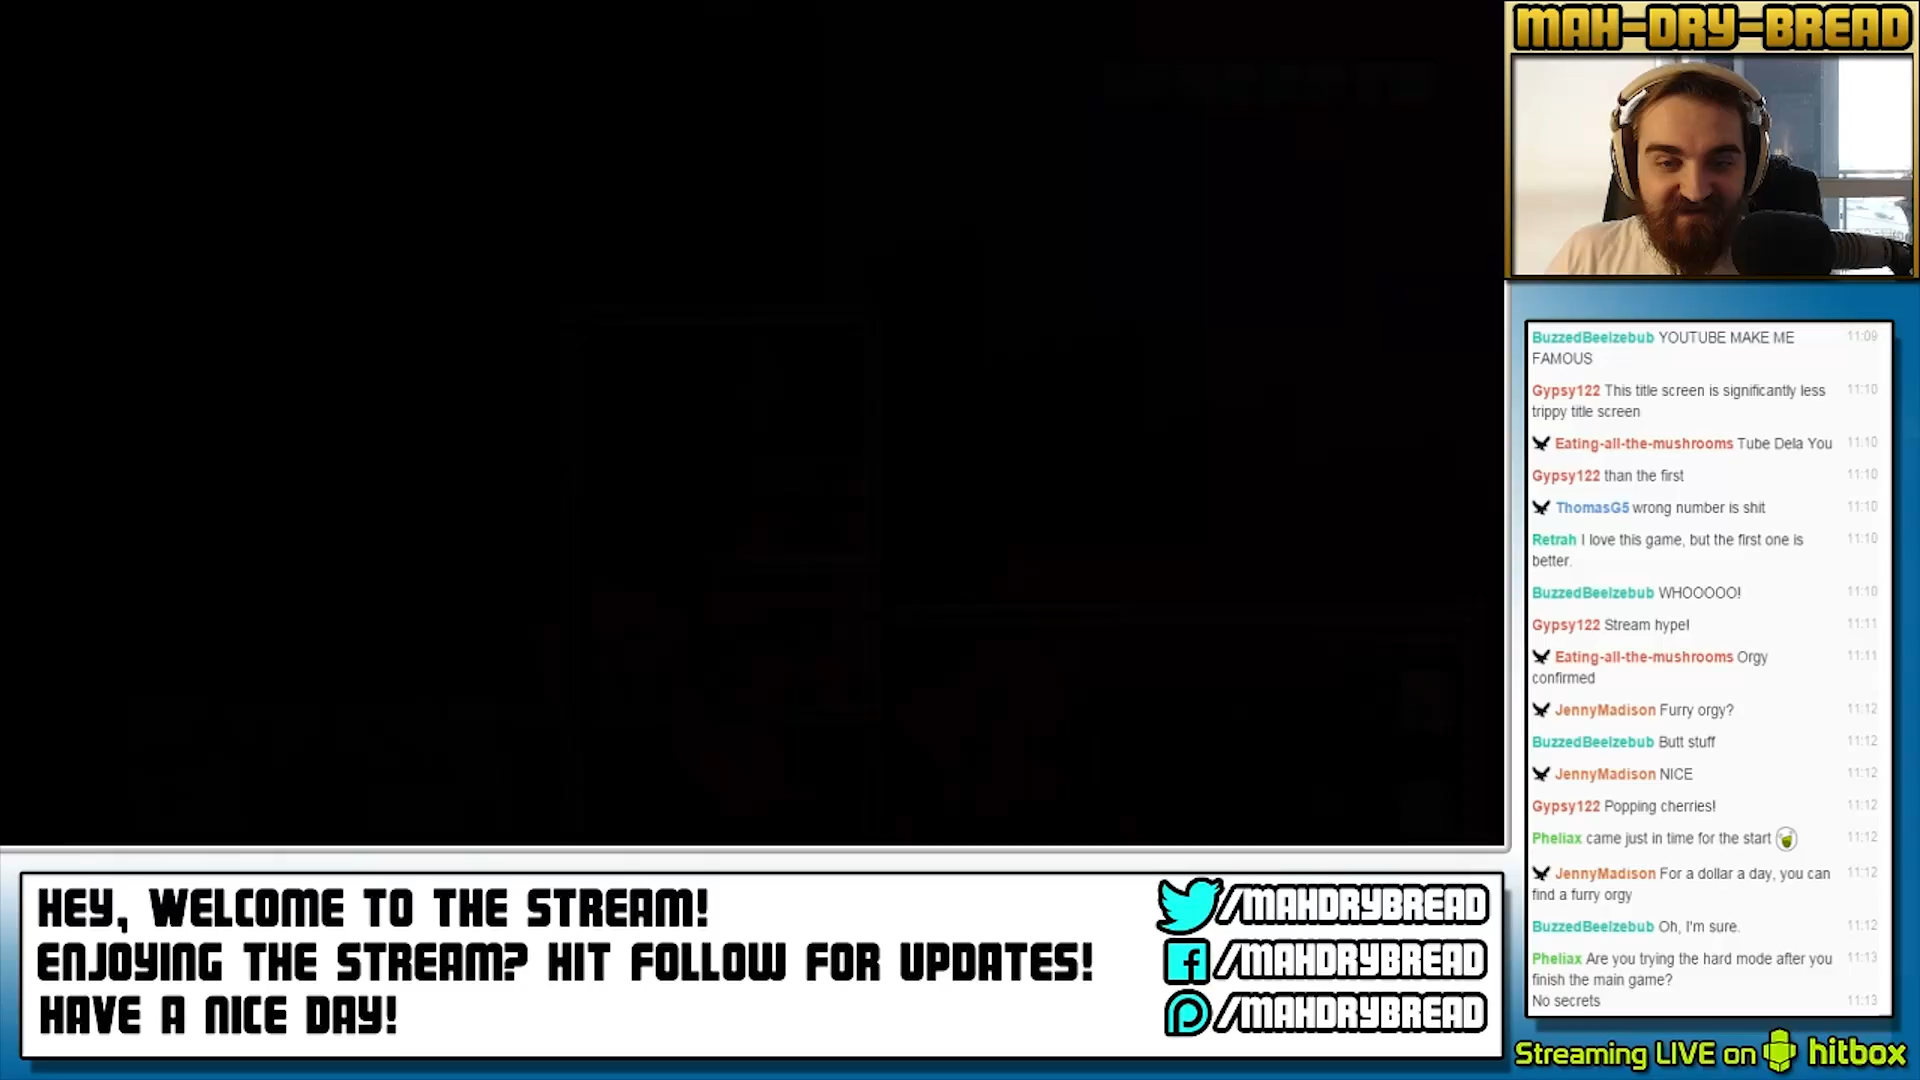 MAH-DRY-BREAD
BuzzedBeelzebub YOUTUBE MAKE ME 11:09
FAMOUS
Gypsy122 This title screen is significantly less 11:10
trippy title screen
Eating-all-the-mushrooms Tube Dela You 11:10
Gypsy122 than the first 11:10
ThomasG5 wrong number is shit 11:10
Retrah I love this game, but the first one is 11:10
better.
BuzzedBeelzebub WHOOOOO! 11:10
Gypsy122 Stream hype! 11:11
Eating-all-the-mushrooms Orgy 11:11
confirmed
JennyMadison Furry orgy? 11:12
BuzzedBeelzebub Butt stuff 11:12
JennyMadison NICE 11:12
Gypsy122 Popping cherries! 11:12
Pheliax came just in time for the start 11:12
JennyMadison For a dollar a day, you can 11:12
find a furry orgy
BuzzedBeelzebub Oh, I'm sure. 11:12
Pheliax Are you trying the hard mode after you 11:13
finish the main game?
No secrets 11:13
HEY, WELCOME TO THE STREAM!
ENJOYING THE STREAM? HIT FOLLOW FOR UPDATES!
HAVE A NICE DAY!
/MAHDRYBREAD
/MAHDRYBREAD
/MAHDRYBREAD
Streaming LIVE on hitbox